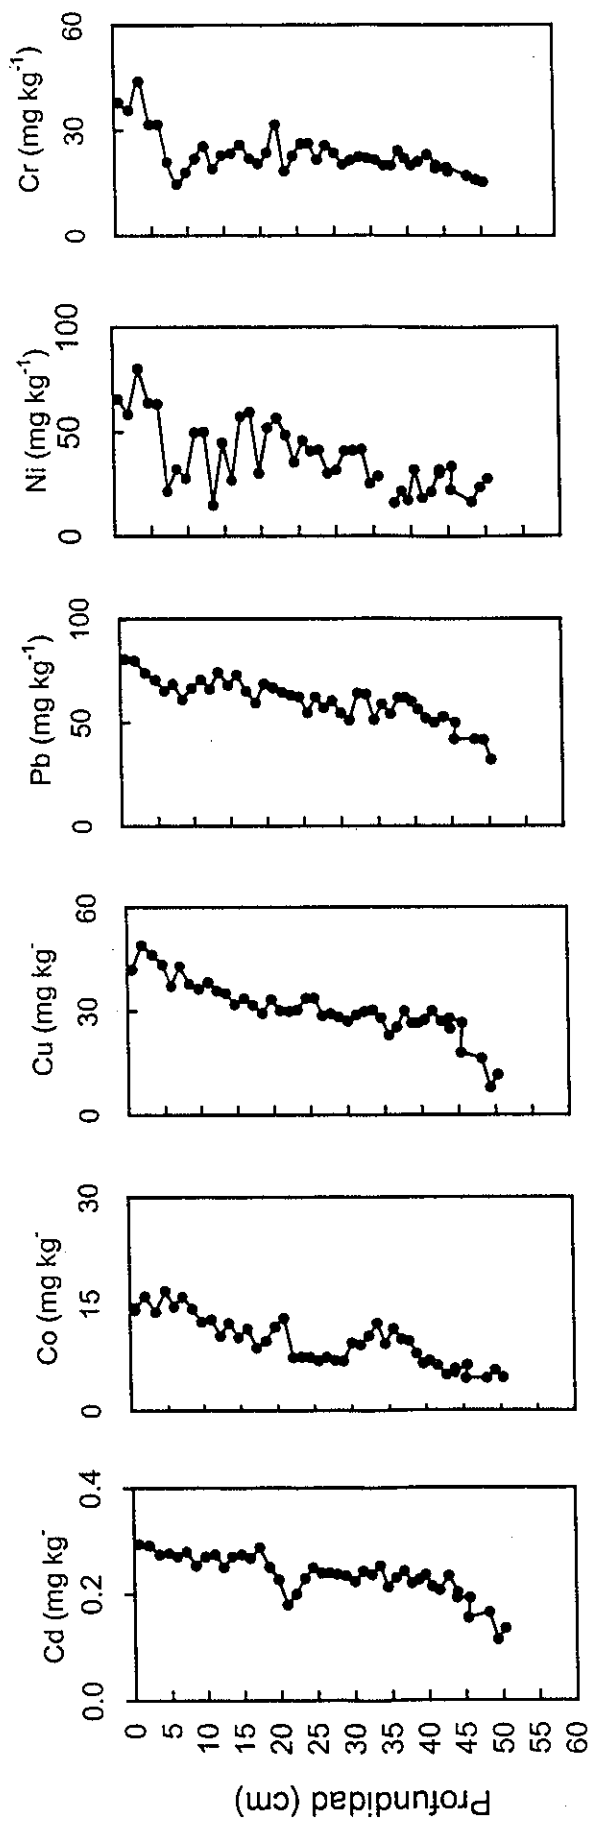 Cr (mg kg-1)
0 30 60
Ni (mg kg-1)
0 50 100
Pb (mg kg-1)
0 50 100
Cu (mg kg-
0 30 60
Co (mg kg-
0 15 30
Cd (mg kg-
0.0 0.2 0.4
0
5
10
15
20
25
30
35
40
45
50
55
60
Profundidad (cm)